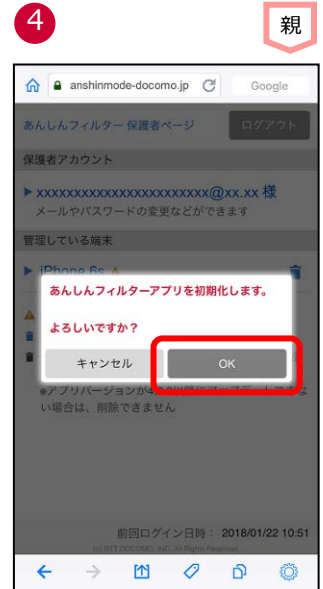 4
親
anshinmode-docomo.jp
Google
あんしんフィルター 保護者ページ
ログアウト
保護者アカウント
▶ xxxxxxxxxxxxxxxxxxxxxxx@xx.xx 様
メールやパスワードの変更などができます
管理している端末
▶ iPhone 6s
あんしんフィルターアプリを初期化します。
よろしいですか？
キャンセル
OK
い場合は、削除できません
前回ログイン日時： 2018/01/22 10:51